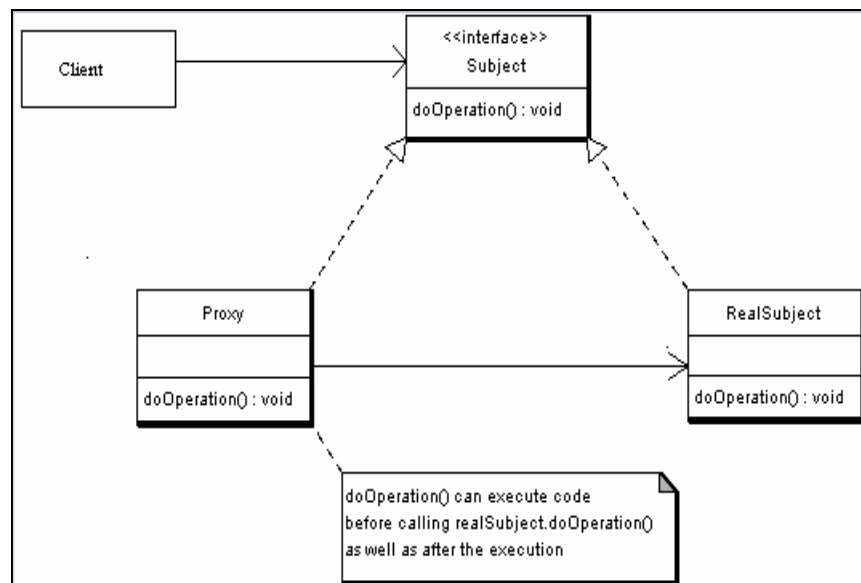 Client
<<interface>>
Subject
doOperation() : void
Proxy
doOperation() : void
RealSubject
doOperation() : void
doOperation() can execute code
before calling realSubject.doOperation()
as well as after the execution